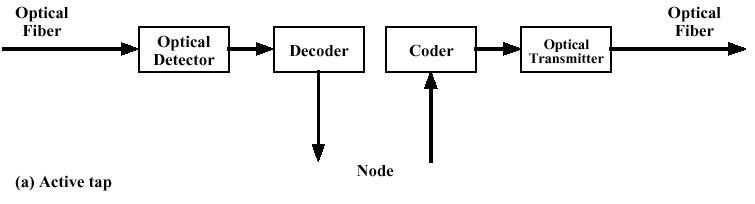 Optical
Fiber
Optical
Detector
Decoder
Coder
Optical
Transmitter
Optical
Fiber
Node
(a) Active tap